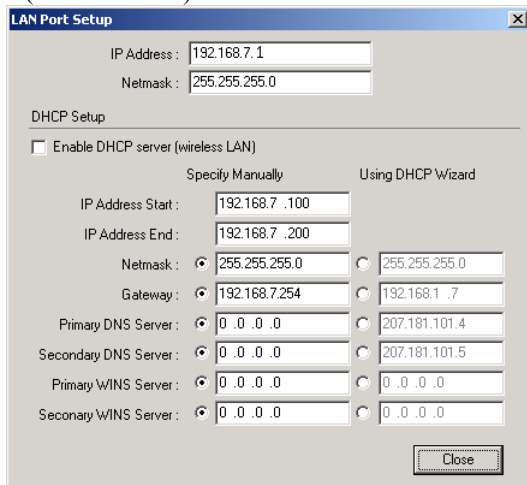 LAN Port Setup
IP Address : 192.168.7. 1
Netmask : 255.255.255.0
DHCP Setup
Enable DHCP server (wireless LAN)
Specify Manually Using DHCP Wizard
IP Address Start : 192.168.7 .100
IP Address End : 192.168.7 .200
Netmask : 255.255.255.0 255.255.255.0
Gateway : 192.168.7.254 192.168.1 .7
Primary DNS Server : 0 .0 .0 .0 207.181.101.4
Secondary DNS Server : 0 .0 .0 .0 207.181.101.5
Primary WINS Server : 0 .0 .0 .0 0 .0 .0 .0
Seconary WINS Server : 0 .0 .0 .0 0 .0 .0 .0
Close